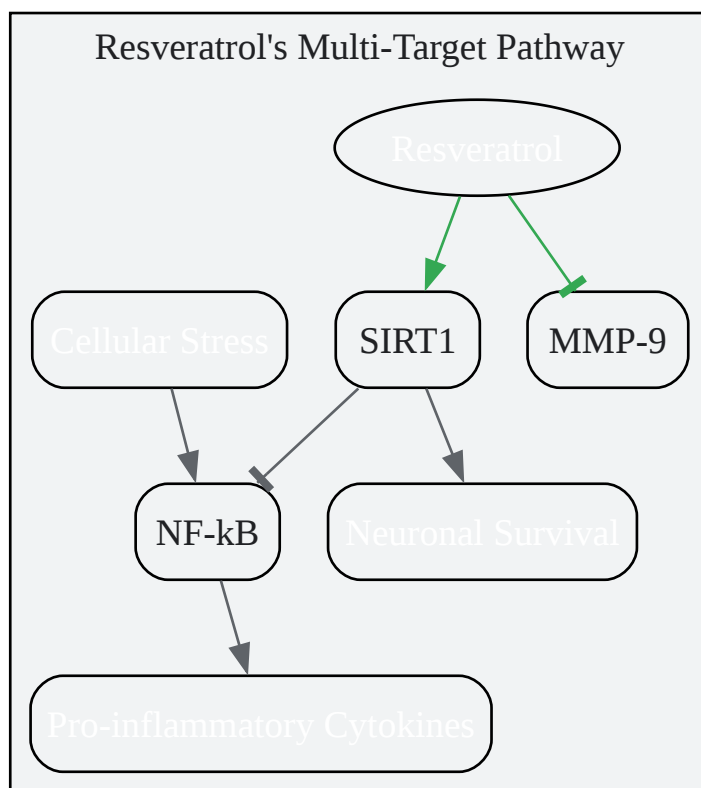 Resveratrol's Multi-Target Pathway
Resveratrol
Cellular Stress
SIRT1
MMP-9
NF-kB
Neuronal Survival
Pro-inflammatory Cytokines